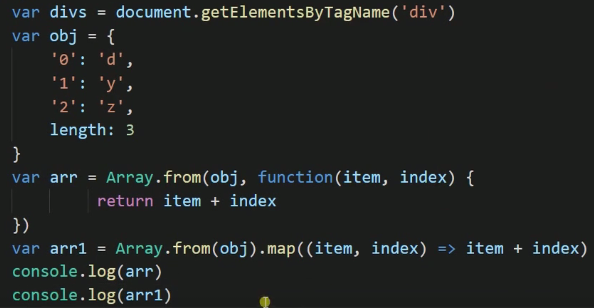 var divs = document.getElementsByTagName('div')
var obj = {
    '0': 'd',
    '1': 'y',
    '2': 'z',
    length: 3
}
var arr = Array.from(obj, function(item, index) {
        return item + index
})
var arr1 = Array.from(obj).map((item, index) => item + index)
console.log(arr)
console.log(arr1)